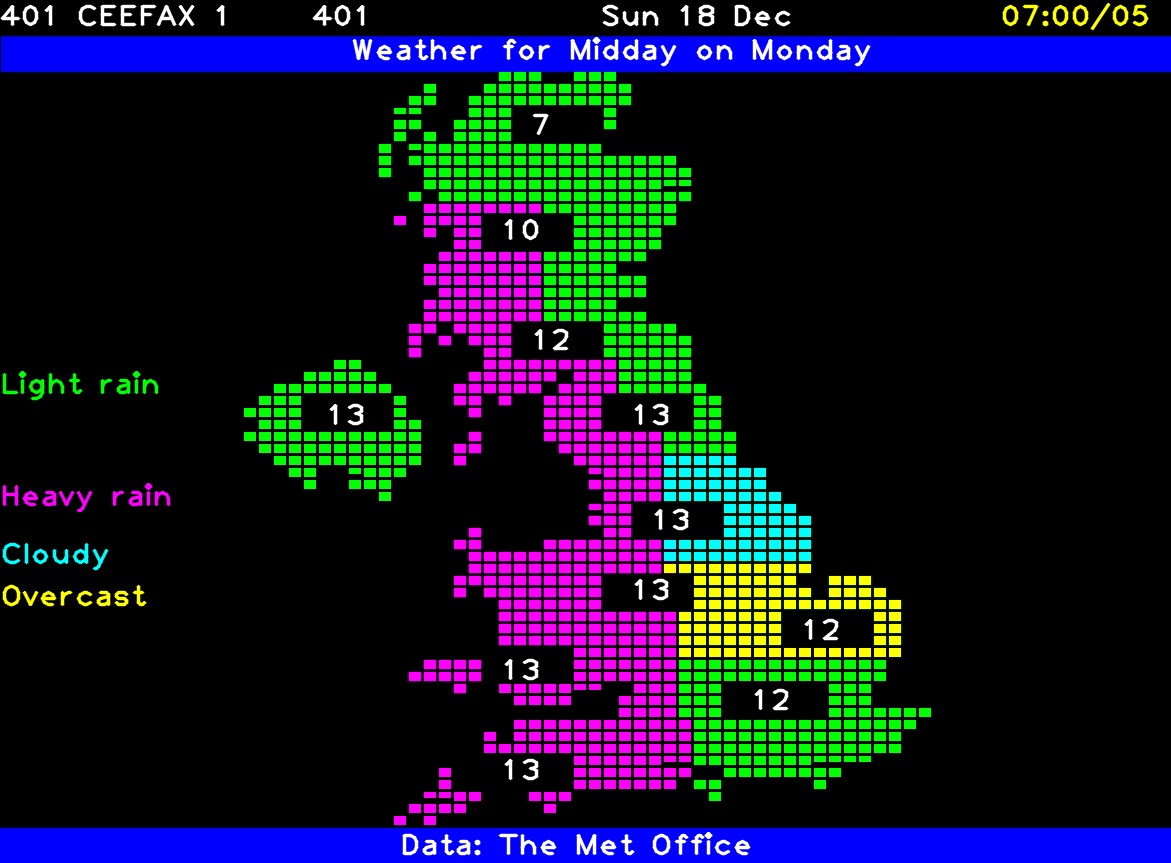 401 CEEFAX 1 401 Sun 18 Dec 07:00/05
Weather for Midday on Monday
7
10
12
Light rain
13 13
Heavy rain
13
Cloudy
13
Overcast
12
13
12
13
Data: The Met Office